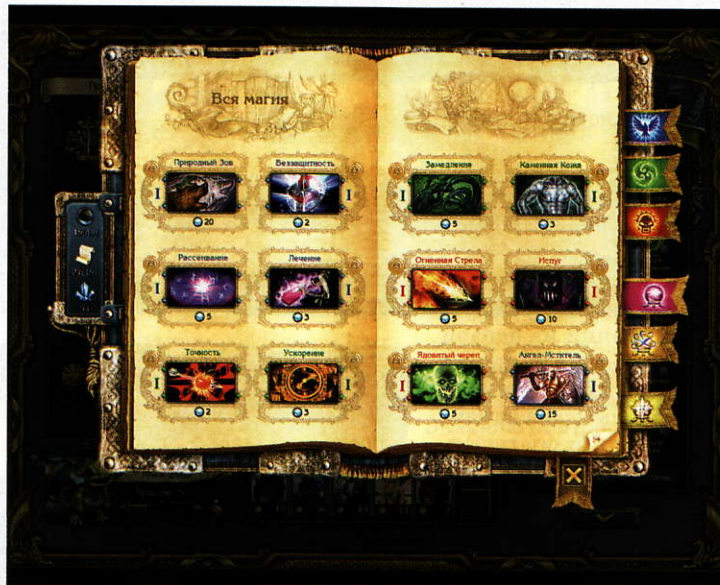 Вся магия
Природный Зов
I
20
Беззащитность
I
2
Рассеивание
I
5
Лечение
I
3
Точность
I
2
Ускорение
I
3
Замедление
I
5
Каменная Кожа
I
3
Огненная Стрела
I
5
Испуг
I
10
Ядовитый череп
I
5
Ангел-Мститель
I
15